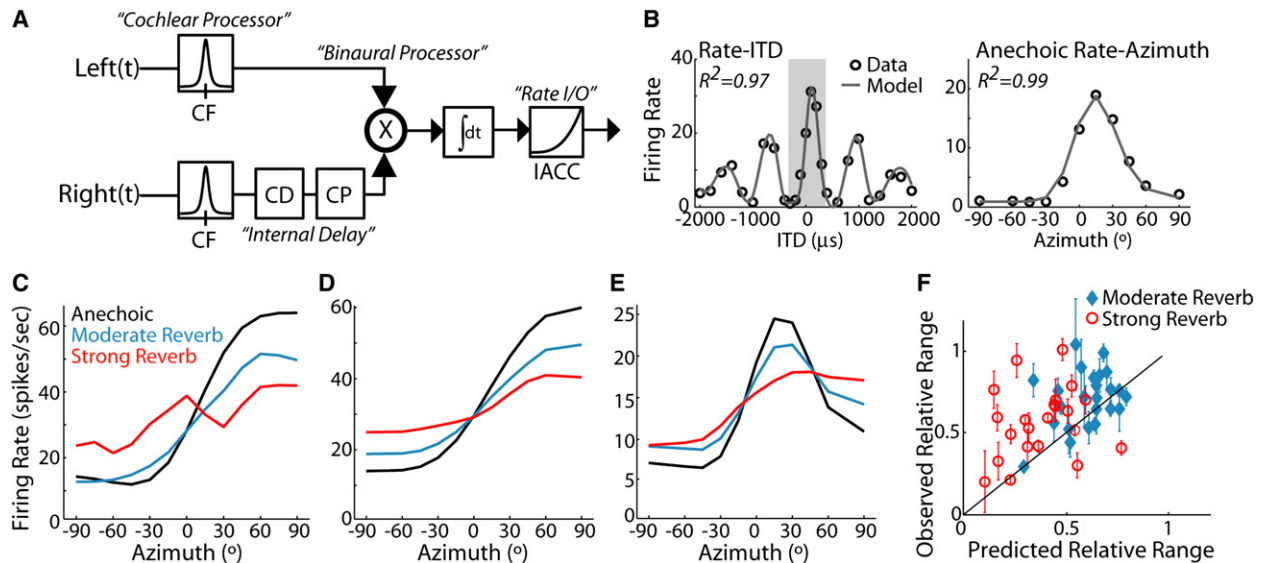 A
"Cochlear Processor"
"Binaural Processor"
Left(t)
CF
X
∫dt
"Rate I/O"
IACC
Right(t)
CF
CD
CP
"Internal Delay"
B
Rate-ITD
R²=0.97
Data
Model
Firing Rate
40
20
0
-2000 -1000 0 1000 2000
ITD (μs)
Anechoic Rate-Azimuth
R²=0.99
20
10
0
-90 -60 -30 0 30 60 90
Azimuth (º)
C
Anechoic
Moderate Reverb
Strong Reverb
Firing Rate (spikes/sec)
60
40
20
0
-90 -60 -30 0 30 60 90
Azimuth (º)
D
60
40
20
0
-90 -60 -30 0 30 60 90
Azimuth (º)
E
25
20
15
10
5
0
-90 -60 -30 0 30 60 90
Azimuth (º)
F
Moderate Reverb
Strong Reverb
Observed Relative Range
1
0.5
0
0 0.5 1
Predicted Relative Range